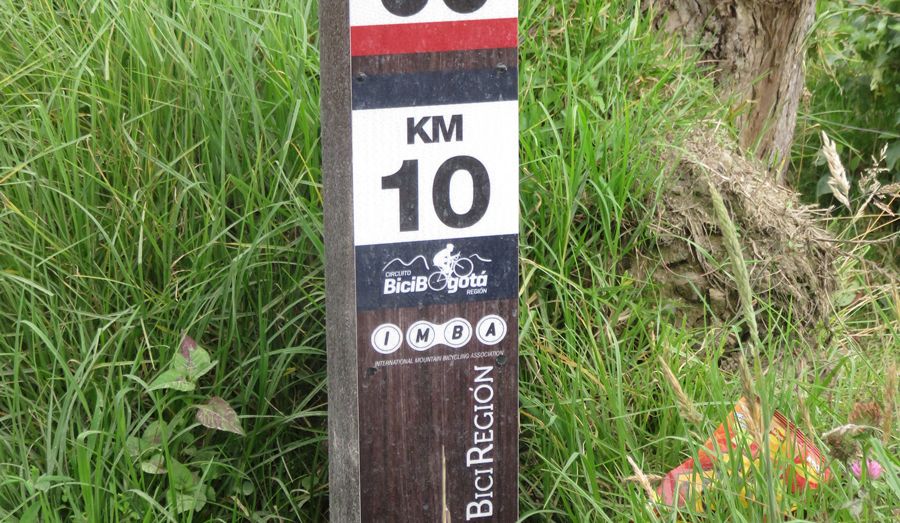 KM
10
CIRCUITO
BiciBogotá
REGIÓN
IMBA
INTERNATIONAL MOUNTAIN BICYCLING ASSOCIATION
BICIREGIÓN